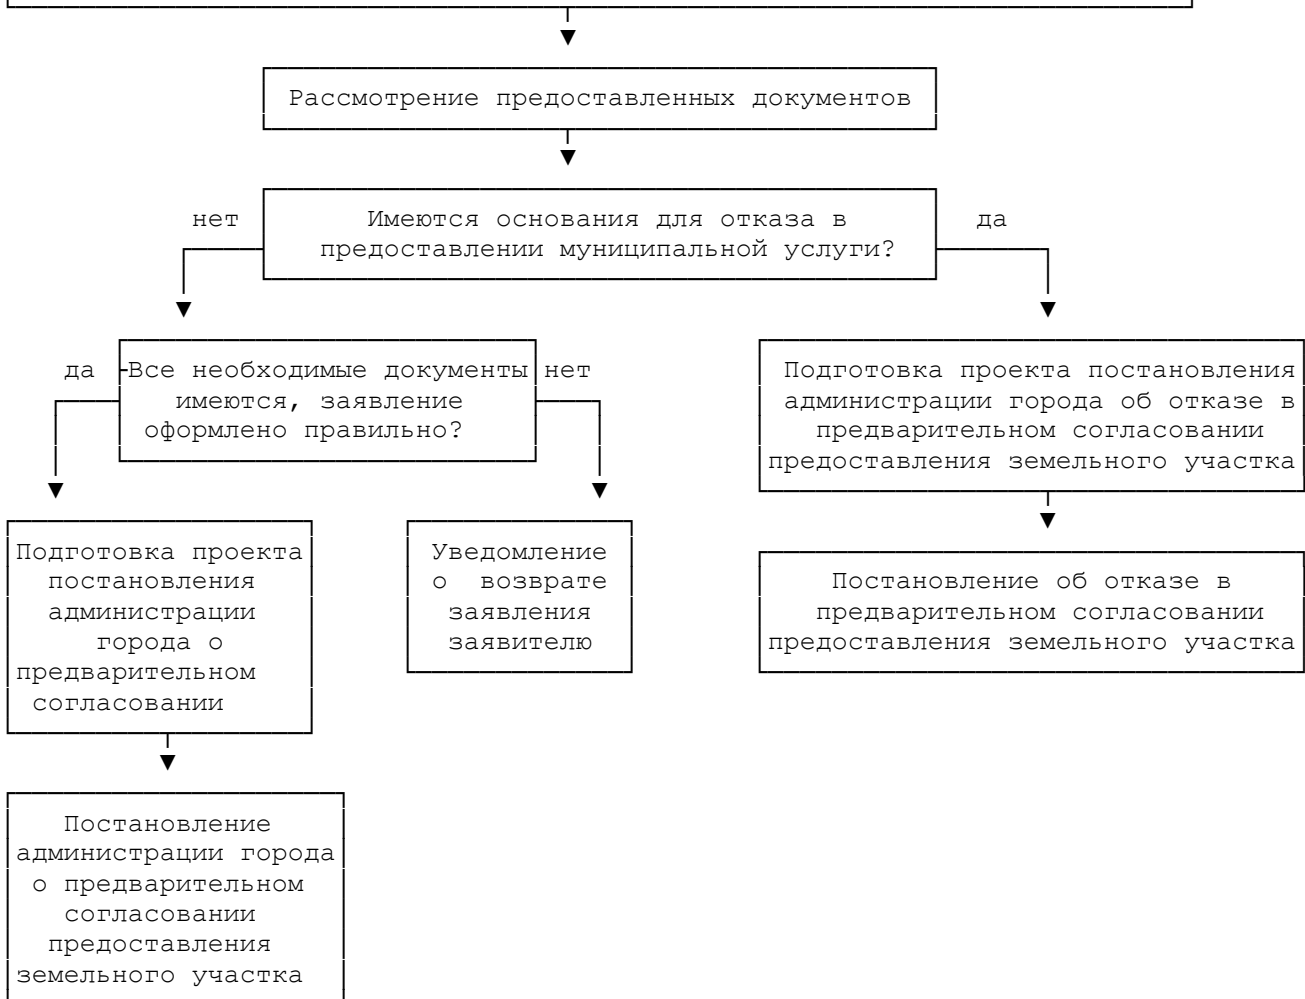 Рассмотрение предоставленных документов
нет
Имеются основания для отказа в
предоставлении муниципальной услуги?
да
да
Все необходимые документы
имеются, заявление
оформлено правильно?
нет
Подготовка проекта постановления
администрации города об отказе в
предварительном согласовании
предоставления земельного участка
Подготовка проекта
постановления
администрации
города о
предварительном
согласовании
Уведомление
о возврате
заявления
заявителю
Постановление об отказе в
предварительном согласовании
предоставления земельного участка
Постановление
администрации города
о предварительном
согласовании
предоставления
земельного участка